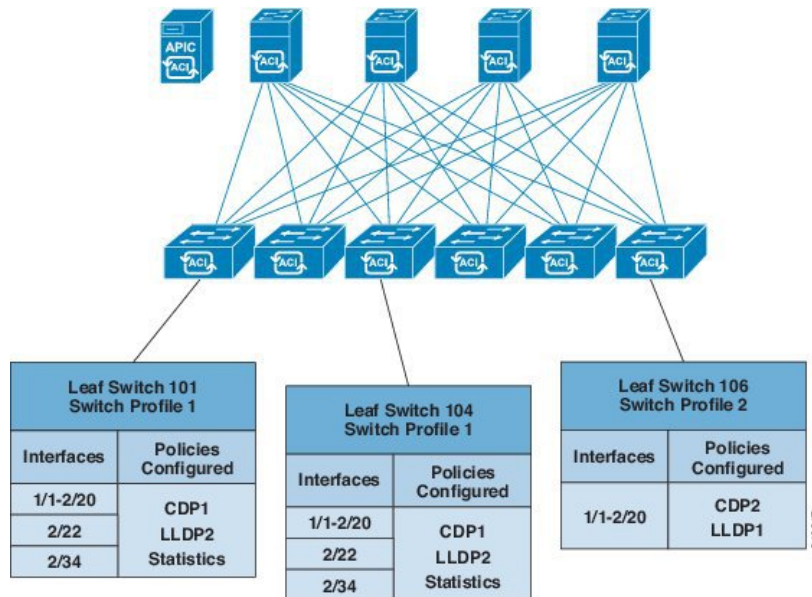 APIC
ACI
ACI
ACI
ACI
ACI
ACI
ACI
ACI
ACI
ACI
ACI
Leaf Switch 101
Switch Profile 1
Interfaces
Policies
Configured
1/1-2/20
2/22
2/34
CDP1
LLDP2
Statistics
Leaf Switch 104
Switch Profile 1
Interfaces
Policies
Configured
1/1-2/20
2/22
2/34
CDP1
LLDP2
Statistics
Leaf Switch 106
Switch Profile 2
Interfaces
Policies
Configured
1/1-2/20
CDP2
LLDP1